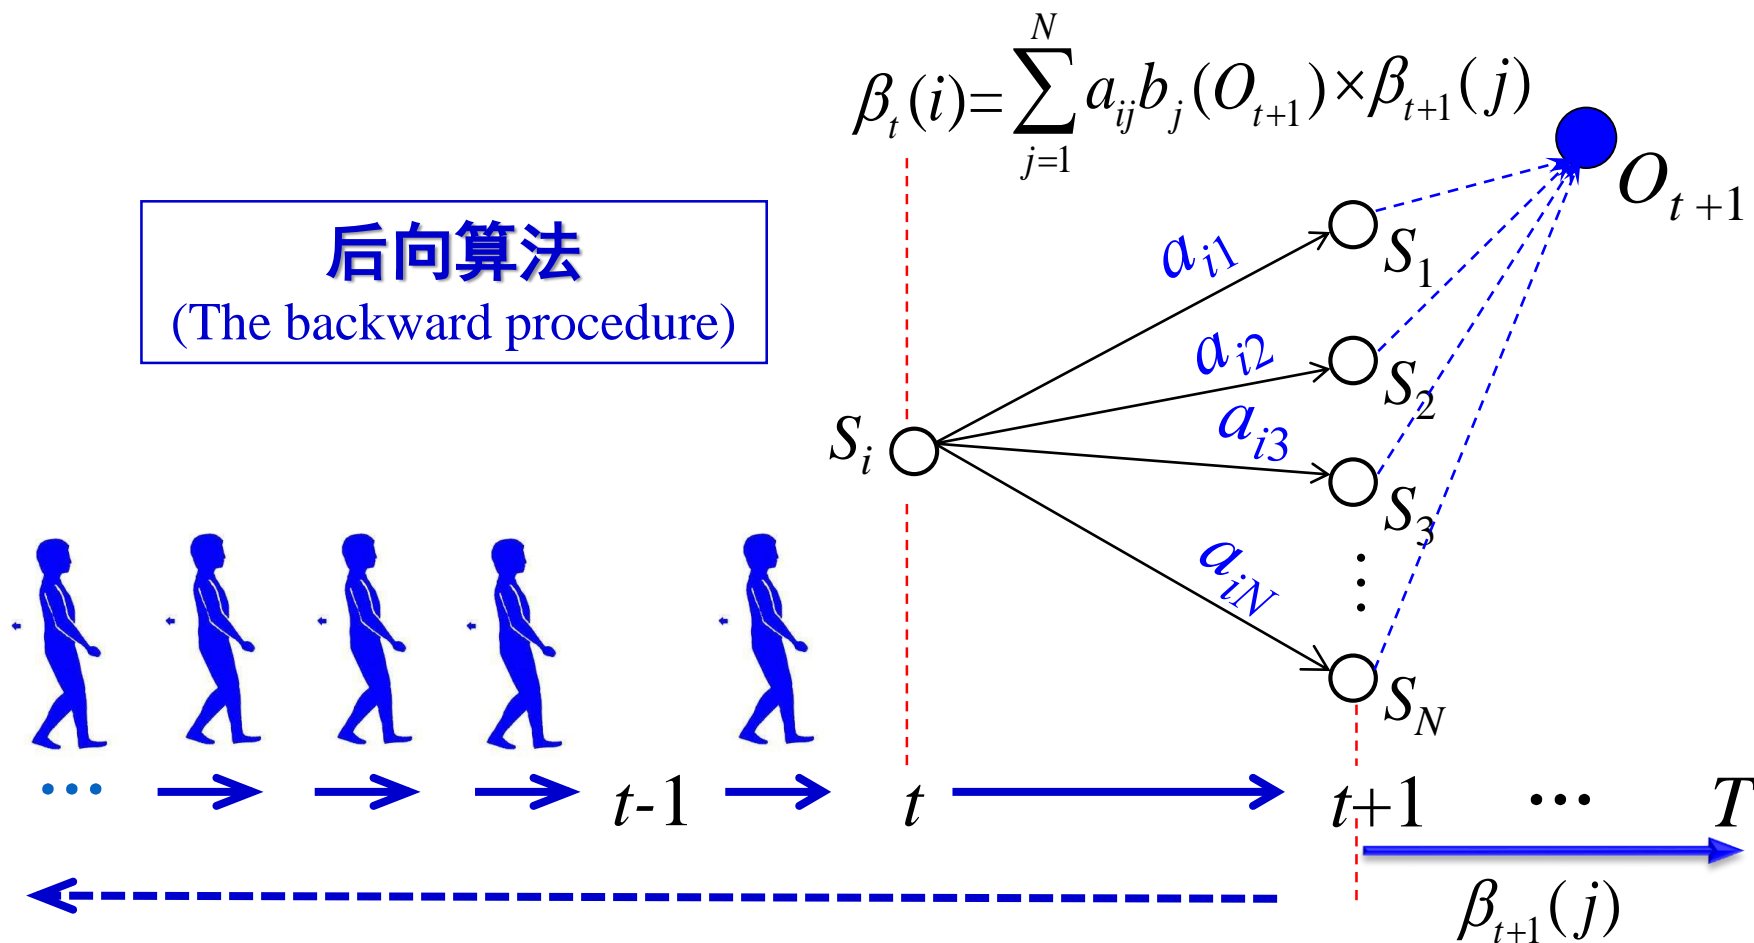 β_t(i)=∑_{j=1}^{N} a_{ij}b_j(O_{t+1})×β_{t+1}(j)
O_{t+1}
后向算法
(The backward procedure)
a_{i1}
S_1
a_{i2}
S_2
a_{i3}
S_i
S_3
⋮
a_{iN}
S_N
… t-1 t t+1 … T
β_{t+1}(j)